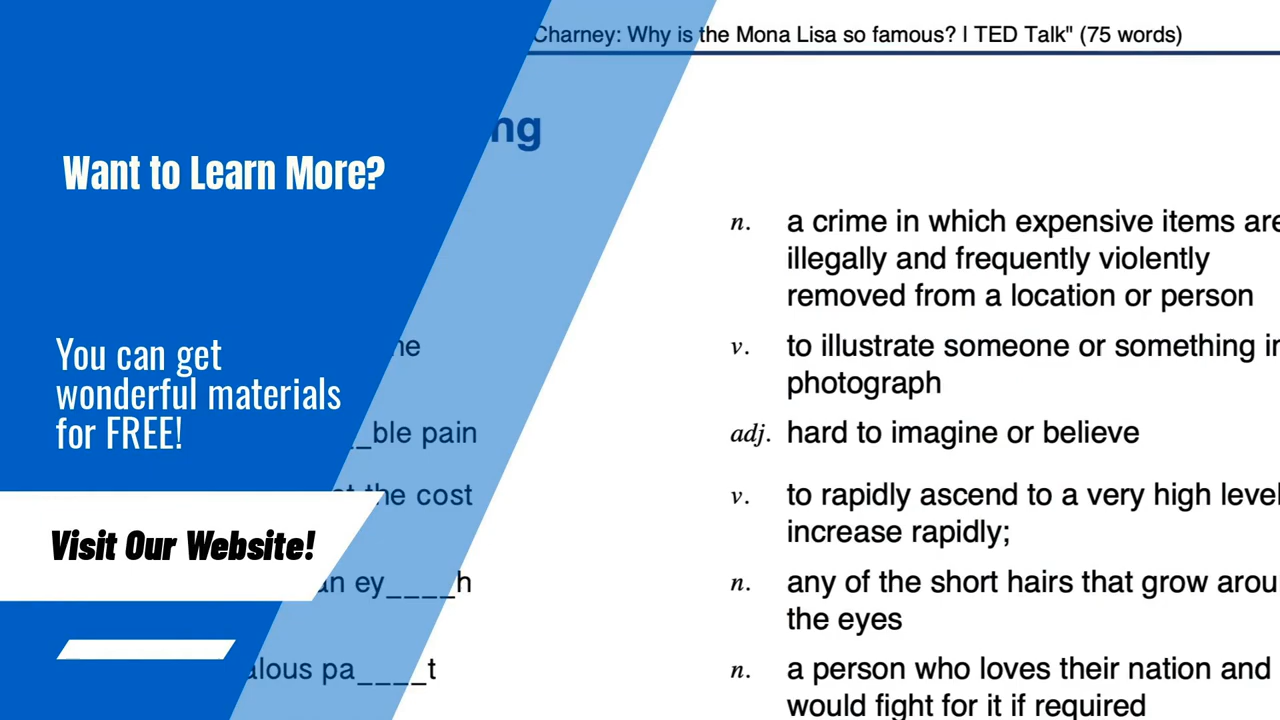 Charney: Why is the Mona Lisa so famous? | TED Talk" (75 words)
ng
Want to Learn More?
You can get
wonderful materials
for FREE!
Visit Our Website!
n. a crime in which expensive items are
illegally and frequently violently
removed from a location or person
he v. to illustrate someone or something in
photograph
_ble pain adj. hard to imagine or believe
the cost v. to rapidly ascend to a very high level
increase rapidly;
an ey____h n. any of the short hairs that grow arou
the eyes
alous pa____t n. a person who loves their nation and
would fight for it if required